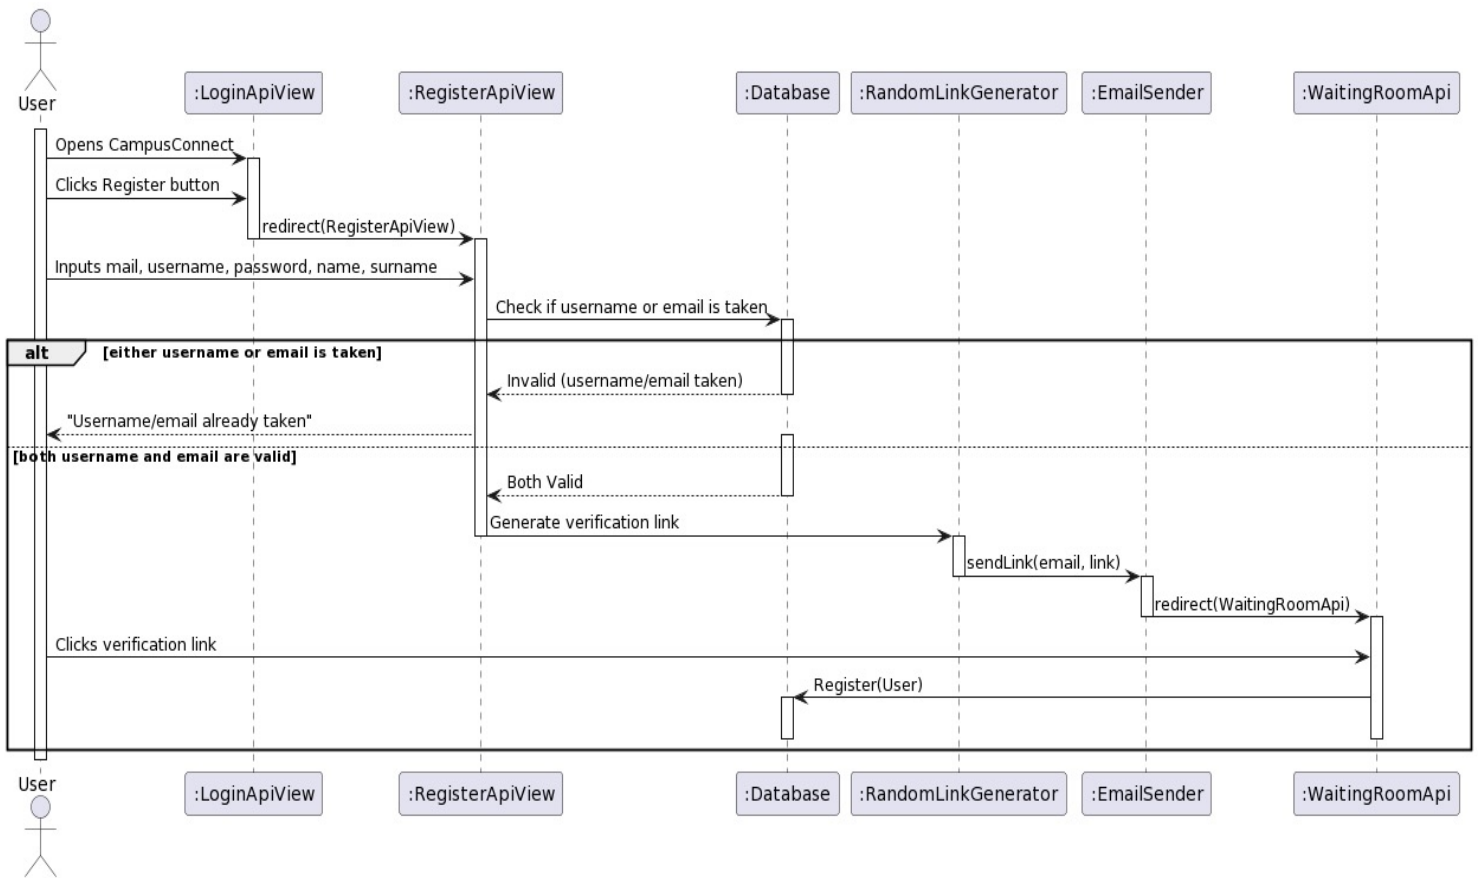 User
:LoginApiView
:RegisterApiView
:Database
:RandomLinkGenerator
:EmailSender
:WaitingRoomApi
Opens CampusConnect
Clicks Register button
redirect(RegisterApiView)
Inputs mail, username, password, name, surname
Check if username or email is taken
alt
[either username or email is taken]
Invalid (username/email taken)
"Username/email already taken"
[both username and email are valid]
Both Valid
Generate verification link
sendLink(email, link)
redirect(WaitingRoomApi)
Clicks verification link
Register(User)
User
:LoginApiView
:RegisterApiView
:Database
:RandomLinkGenerator
:EmailSender
:WaitingRoomApi